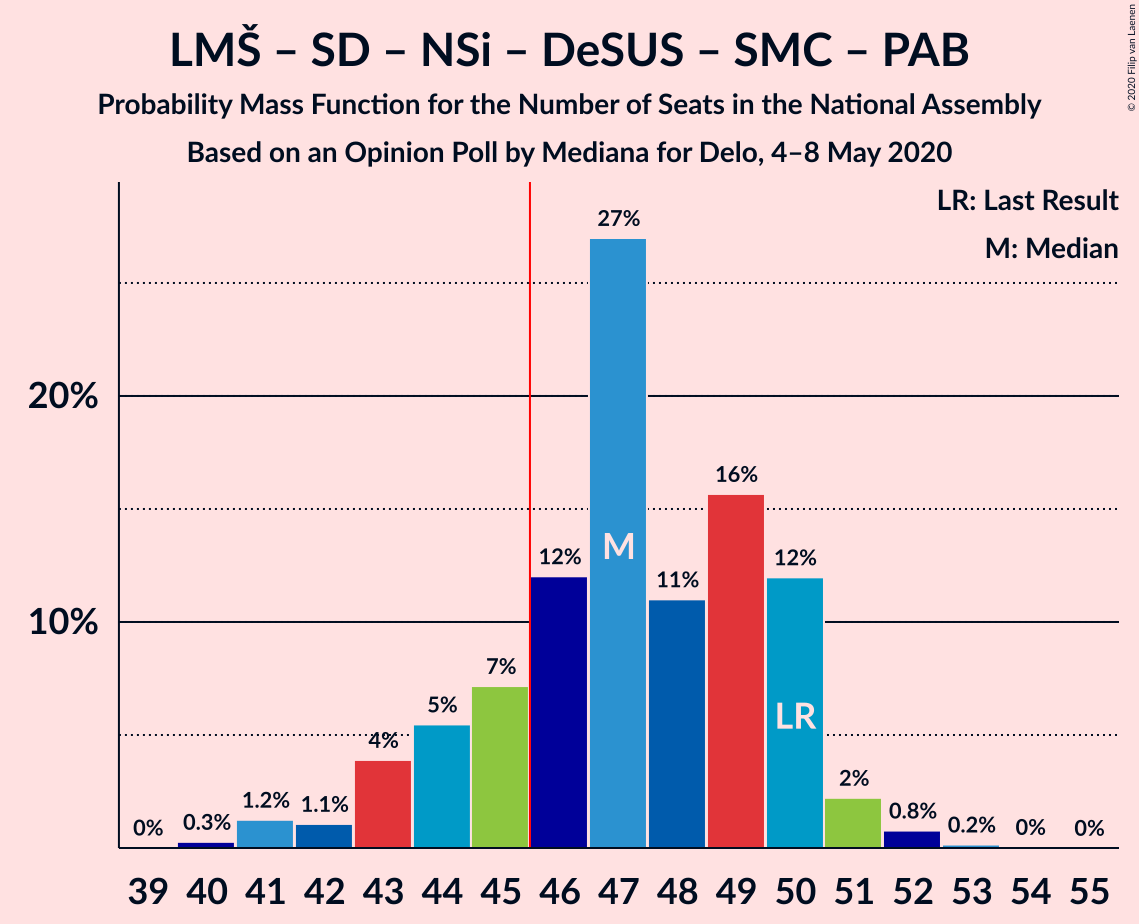 LMŠ – SD – NSi – DeSUS – SMC – PAB
Probability Mass Function for the Number of Seats in the National Assembly
Based on an Opinion Poll by Mediana for Delo, 4–8 May 2020
© 2020 Filip van Laenen
LR: Last Result
M: Median
27%
20%
16%
12%
M
11%
12%
10%
7%
5%
LR
4%
2%
1.2%
1.1%
0.8%
0.3%
0.2%
0%
0%
0%
39 40 41 42 43 44 45 46 47 48 49 50 51 52 53 54 55